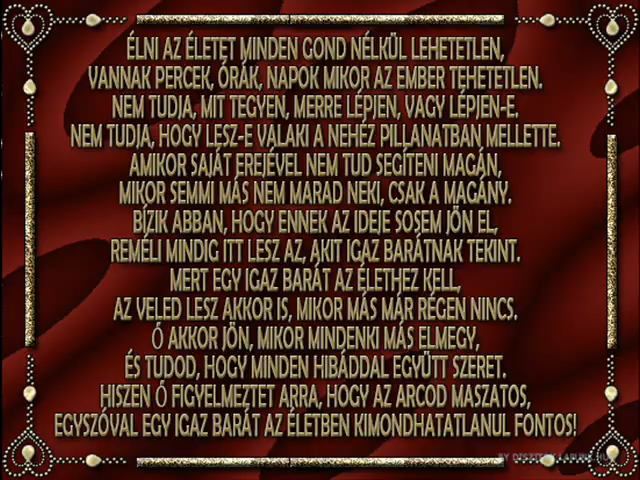 ÉLNI AZ ÉLETET MINDEN GOND NÉLKÜL LEHETETLEN,
VANNAK PERCEK, ÓRÁK, NAPOK MIKOR AZ EMBER TEHETETLEN.
NEM TUDJA, MIT TEGYEN, MERRE LÉPJEN, VAGY LÉPJEN-E.
NEM TUDJA, HOGY LESZ-E VALAKI A NEHÉZ PILLANATBAN MELLETTE.
AMIKOR SAJÁT EREJÉVEL NEM TUD SEGÍTENI MAGÁN,
MIKOR SEMMI MÁS NEM MARAD NEKI, CSAK A MAGÁNY.
BÍZIK ABBAN, HOGY ENNEK AZ IDEJE SOSEM JÖN EL,
REMÉLI MINDIG ITT LESZ AZ, AKIT IGAZ BARÁTNAK TEKINT.
MERT EGY IGAZ BARÁT AZ ÉLETHEZ KELL,
AZ VELED LESZ AKKOR IS, MIKOR MÁS MÁR RÉGEN NINCS.
Ő AKKOR JÖN, MIKOR MINDENKI MÁS ELMEGY,
ÉS TUDOD, HOGY MINDEN HIBÁDDAL EGYÜTT SZERET.
HISZEN Ő FIGYELMEZTET ARRA, HOGY AZ ARCOD MASZATOS,
EGYSZÓVAL EGY IGAZ BARÁT AZ ÉLETBEN KIMONDHATATLANUL FONTOS!
BY